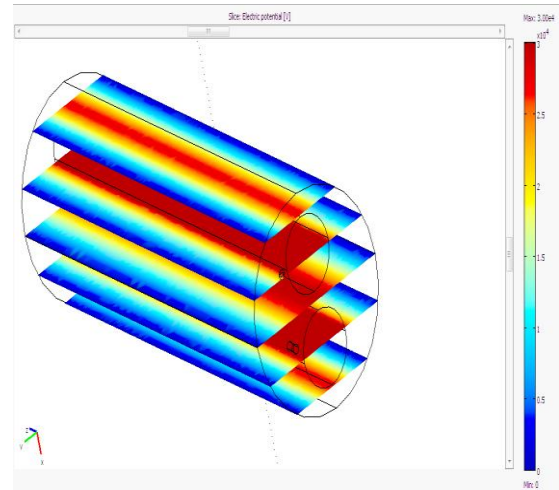 Slice: Electric potential [V]
Max: 3.00e4
x10⁴
3
2.5
2
1.5
1
0.5
0
Min: 0
z
y
x